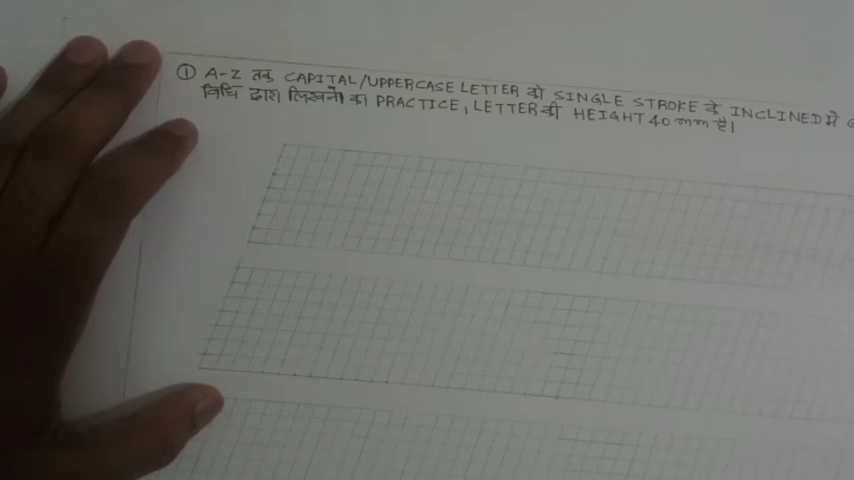 ① A-Z तक CAPITAL/UPPERCASE LETTER को SINGLE STROKE के INCLINED में
विधि द्वारा लिखने का PRACTICE, LETTER की HEIGHT 40 mm है।